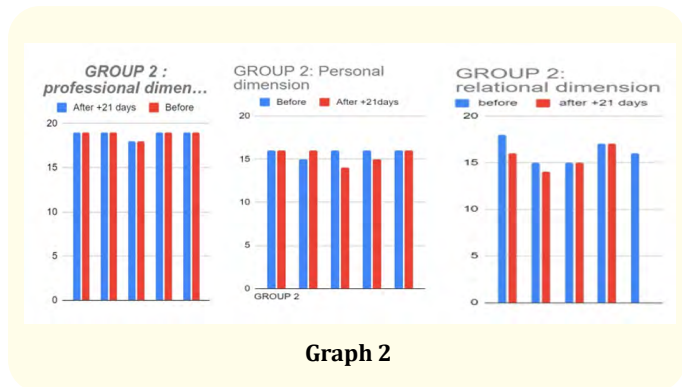 GROUP 2 :
professional dimen...
After +21 days Before
20
15
10
5
0
GROUP 2: Personal
dimension
Before After +21days
20
15
10
5
0
GROUP 2
GROUP 2:
relational dimension
before after +21 days
20
15
10
5
0
Graph 2